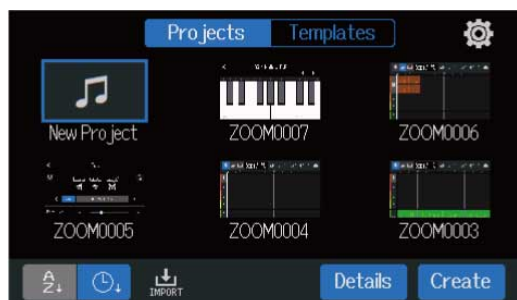 Projects Templates
New Project ZOOM0007 ZOOM0006
ZOOM0005 ZOOM0004 ZOOM0003
A Z↓ IMPORT Details Create